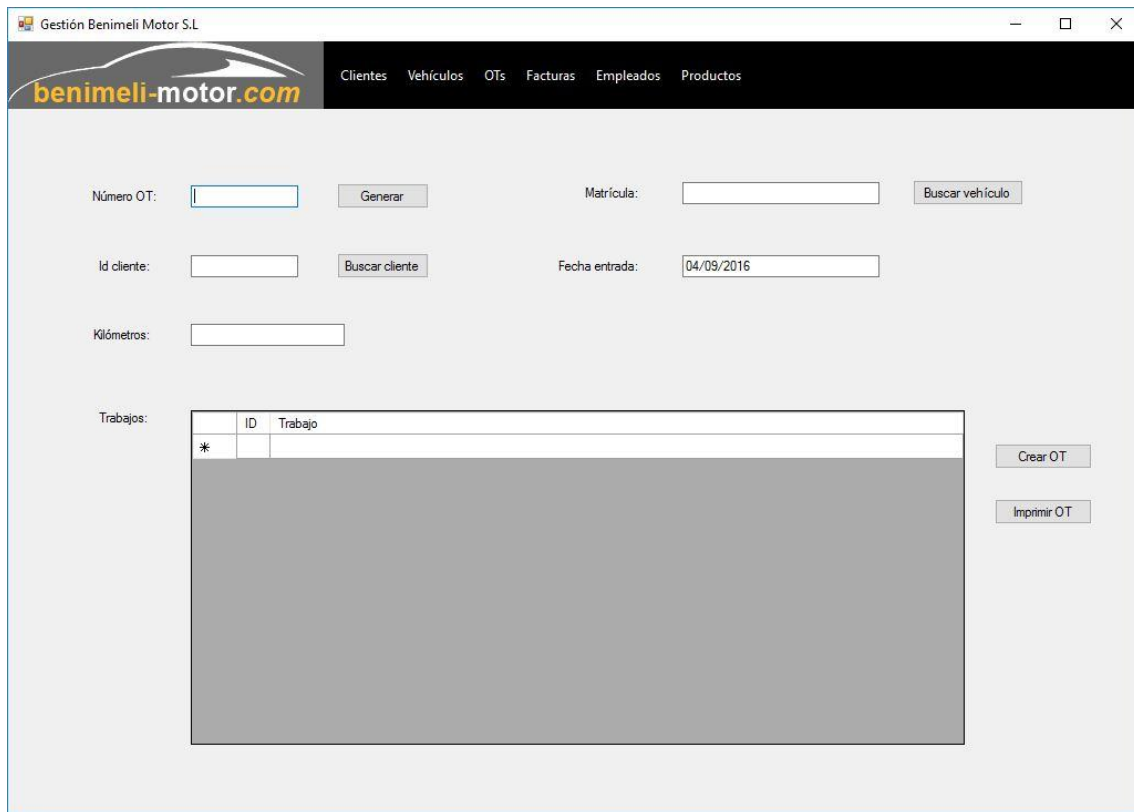 Gestión Benimeli Motor S.L
benimeli-motor.com
Clientes Vehículos OTs Facturas Empleados Productos
Número OT: Generar Matrícula: Buscar vehículo
Id cliente: Buscar cliente Fecha entrada: 04/09/2016
Kilómetros:
Trabajos: ID Trabajo
*
Crear OT
Imprimir OT